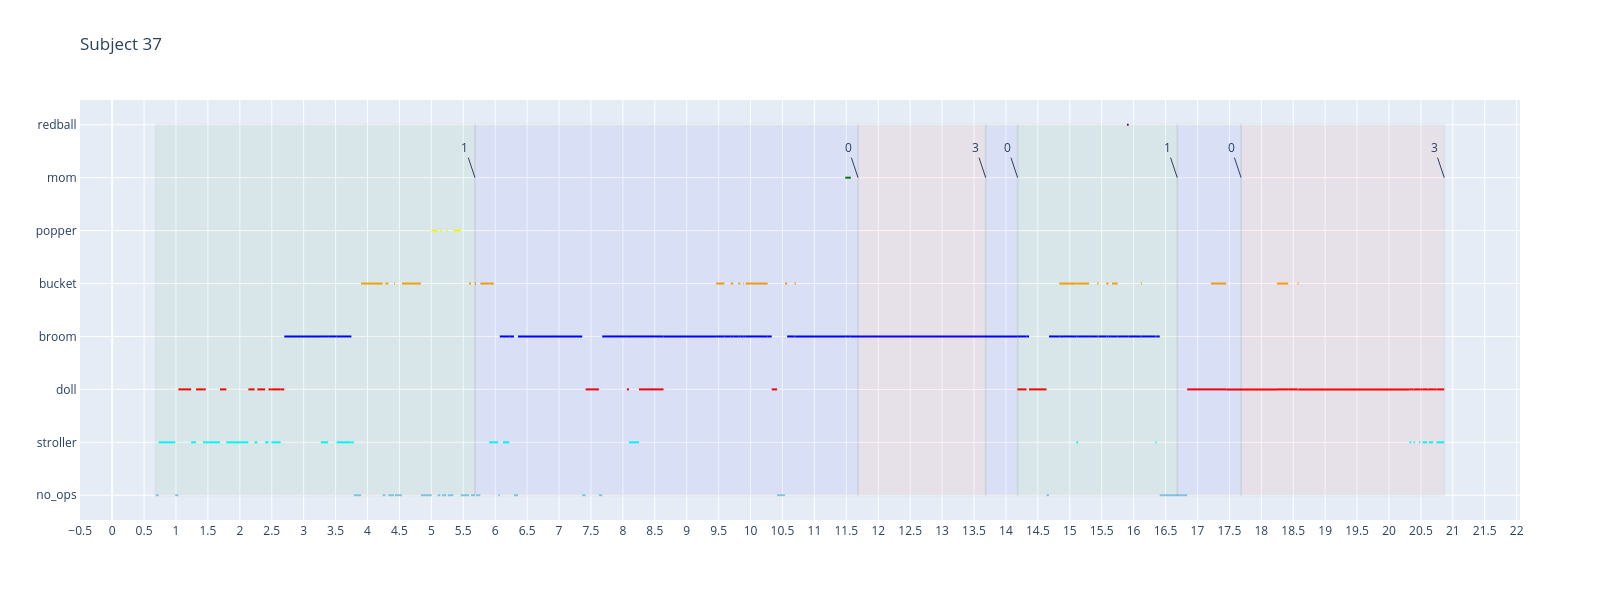 Subject 37
redball
1 0 3 0 1 0 3
mom
popper
bucket
broom
doll
stroller
no_ops
−0.5 0 0.5 1 1.5 2 2.5 3 3.5 4 4.5 5 5.5 6 6.5 7 7.5 8 8.5 9 9.5 10 10.5 11 11.5 12 12.5 13 13.5 14 14.5 15 15.5 16 16.5 17 17.5 18 18.5 19 19.5 20 20.5 21 21.5 22